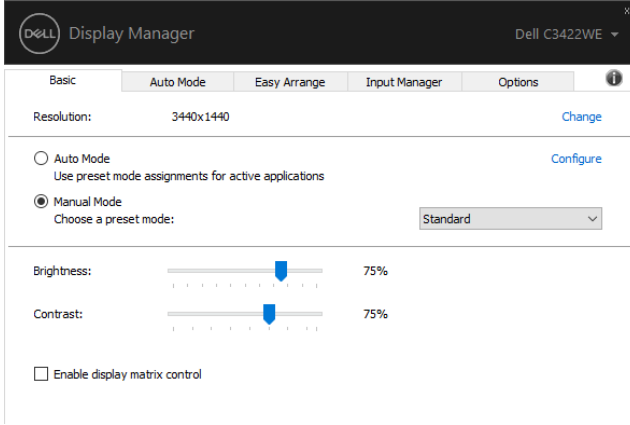 x
DELL Display Manager Dell C3422WE
Basic Auto Mode Easy Arrange Input Manager Options i
Resolution: 3440x1440 Change
Auto Mode Configure
Use preset mode assignments for active applications
Manual Mode
Choose a preset mode: Standard
Brightness: 75%
Contrast: 75%
Enable display matrix control